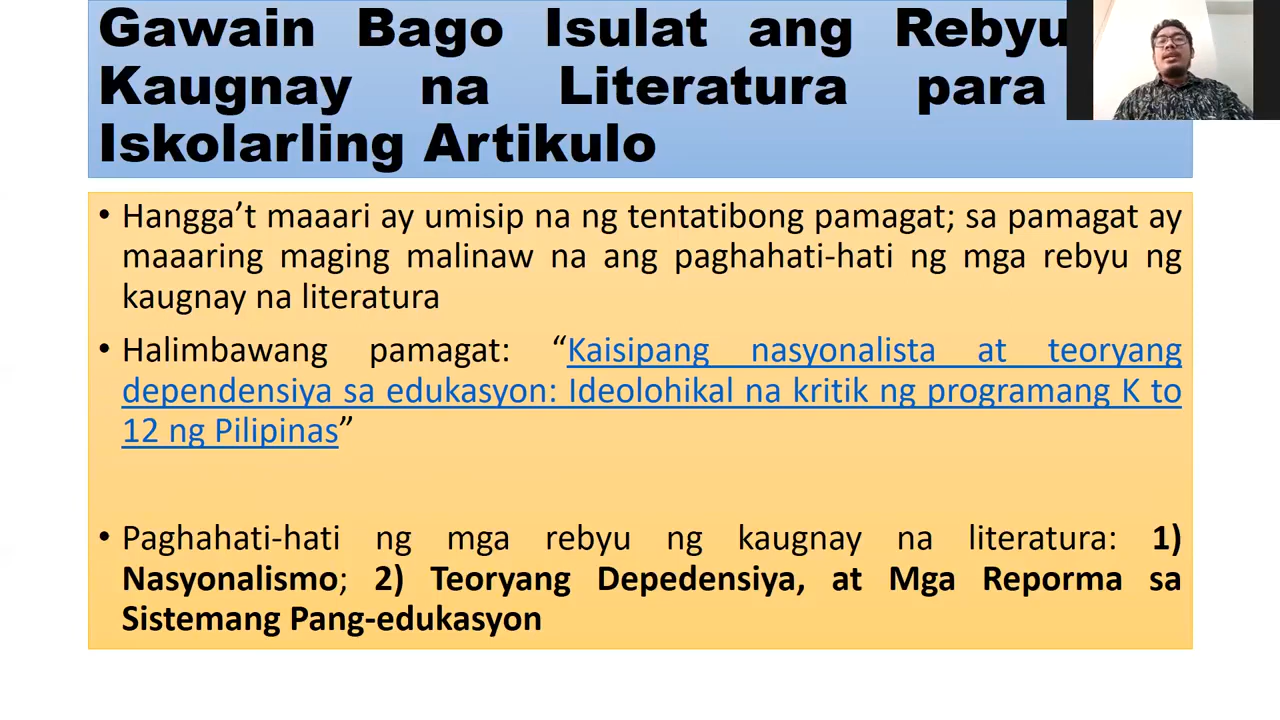 Gawain Bago Isulat ang Rebyu
Kaugnay na Literatura para
Iskolarling Artikulo
• Hangga’t maaari ay umisip na ng tentatibong pamagat; sa pamagat ay
maaaring maging malinaw na ang paghahati-hati ng mga rebyu ng
kaugnay na literatura
• Halimbawang pamagat: “Kaisipang nasyonalista at teoryang
dependensiya sa edukasyon: Ideolohikal na kritik ng programang K to
12 ng Pilipinas”
• Paghahati-hati ng mga rebyu ng kaugnay na literatura: 1)
Nasyonalismo; 2) Teoryang Depedensiya, at Mga Reporma sa
Sistemang Pang-edukasyon